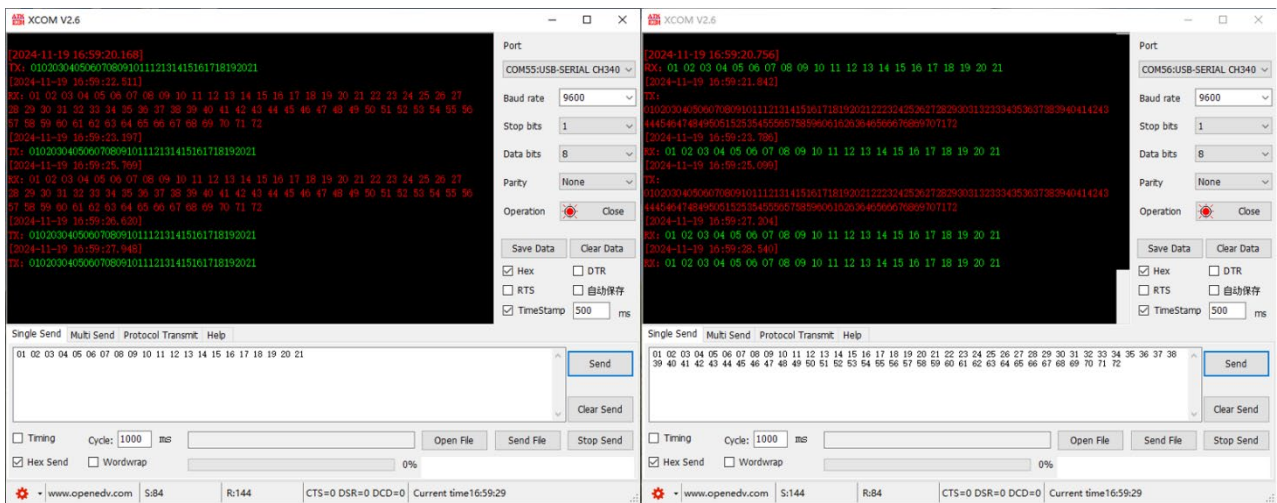 XCOM V2.6
[2024-11-19 16:59:20.168]
TX: 010203040506070809101112131415161718192021
[2024-11-19 16:59:22.511]
RX: 01 02 03 04 05 06 07 08 09 10 11 12 13 14 15 16 17 18 19 20 21 22 23 24 25 26 27
28 29 30 31 32 33 34 35 36 37 38 39 40 41 42 43 44 45 46 47 48 49 50 51 52 53 54 55 56
57 58 59 60 61 62 63 64 65 66 67 68 69 70 71 72
[2024-11-19 16:59:23.197]
TX: 010203040506070809101112131415161718192021
[2024-11-19 16:59:25.769]
RX: 01 02 03 04 05 06 07 08 09 10 11 12 13 14 15 16 17 18 19 20 21 22 23 24 25 26 27
28 29 30 31 32 33 34 35 36 37 38 39 40 41 42 43 44 45 46 47 48 49 50 51 52 53 54 55 56
57 58 59 60 61 62 63 64 65 66 67 68 69 70 71 72
[2024-11-19 16:59:26.620]
TX: 010203040506070809101112131415161718192021
[2024-11-19 16:59:27.948]
TX: 010203040506070809101112131415161718192021
Port
COM55:USB-SERIAL CH340
Baud rate 9600
Stop bits 1
Data bits 8
Parity None
Operation Close
Save Data Clear Data
Hex DTR
RTS 自动保存
TimeStamp 500 ms
Single Send Multi Send Protocol Transmit Help
01 02 03 04 05 06 07 08 09 10 11 12 13 14 15 16 17 18 19 20 21
Send
Clear Send
Timing Cycle: 1000 ms Open File Send File Stop Send
Hex Send Wordwrap 0%
www.openedv.com S:84 R:144 CTS=0 DSR=0 DCD=0 Current time16:59:29
XCOM V2.6
[2024-11-19 16:59:20.756]
RX: 01 02 03 04 05 06 07 08 09 10 11 12 13 14 15 16 17 18 19 20 21
[2024-11-19 16:59:21.842]
TX:
01020304050607080910111213141516171819202122232425262728293031323334353637383940414243
4445464748495051525354555657585960616263646566676869707172
[2024-11-19 16:59:23.786]
RX: 01 02 03 04 05 06 07 08 09 10 11 12 13 14 15 16 17 18 19 20 21
[2024-11-19 16:59:25.099]
TX:
01020304050607080910111213141516171819202122232425262728293031323334353637383940414243
4445464748495051525354555657585960616263646566676869707172
[2024-11-19 16:59:27.204]
RX: 01 02 03 04 05 06 07 08 09 10 11 12 13 14 15 16 17 18 19 20 21
[2024-11-19 16:59:28.540]
RX: 01 02 03 04 05 06 07 08 09 10 11 12 13 14 15 16 17 18 19 20 21
Port
COM56:USB-SERIAL CH340
Baud rate 9600
Stop bits 1
Data bits 8
Parity None
Operation Close
Save Data Clear Data
Hex DTR
RTS 自动保存
TimeStamp 500 ms
Single Send Multi Send Protocol Transmit Help
01 02 03 04 05 06 07 08 09 10 11 12 13 14 15 16 17 18 19 20 21 22 23 24 25 26 27 28 29 30 31 32 33 34 35 36 37 38
39 40 41 42 43 44 45 46 47 48 49 50 51 52 53 54 55 56 57 58 59 60 61 62 63 64 65 66 67 68 69 70 71 72
Send
Clear Send
Timing Cycle: 1000 ms Open File Send File Stop Send
Hex Send Wordwrap 0%
www.openedv.com S:144 R:84 CTS=0 DSR=0 DCD=0 Current time16:59:29